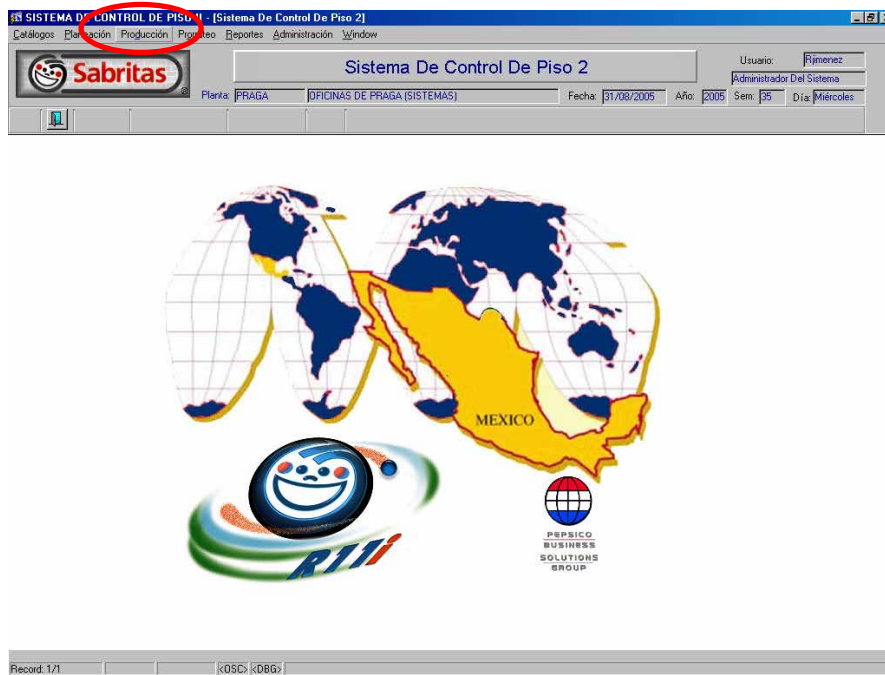 SISTEMA DE CONTROL DE PISO II - [Sistema De Control De Piso 2]
Catálogos Planeación Producción Prorrateo Reportes Administración Window
Sabritas
®
Sistema De Control De Piso 2
Usuario: Rjimenez
Administrador Del Sistema
Planta: PRAGA OFICINAS DE PRAGA (SISTEMAS) Fecha: 31/08/2005 Año: 2005 Sem: 35 Día: Miércoles
MEXICO
R11i
PEPSICO
BUSINESS
SOLUTIONS
GROUP
Record: 1/1 <OSC> <DBG>